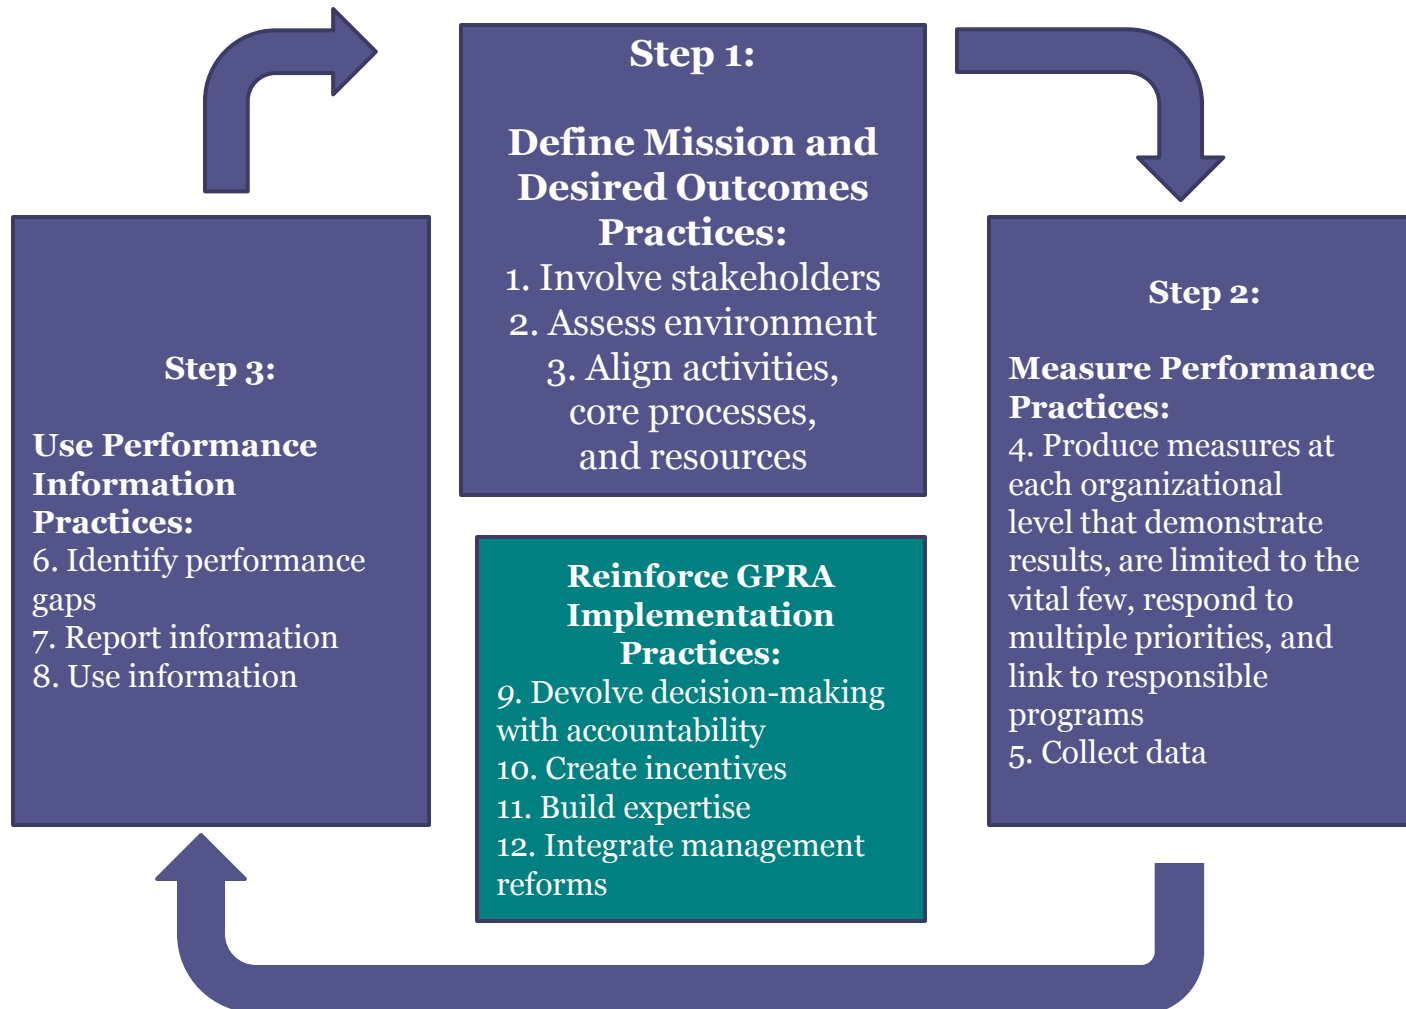 Step 1:
Define Mission and
Desired Outcomes
Practices:
1. Involve stakeholders
2. Assess environment
3. Align activities,
core processes,
and resources
Step 2:
Measure Performance
Practices:
4. Produce measures at
each organizational
level that demonstrate
results, are limited to the
vital few, respond to
multiple priorities, and
link to responsible
programs
5. Collect data
Step 3:
Use Performance
Information
Practices:
6. Identify performance
gaps
7. Report information
8. Use information
Reinforce GPRA
Implementation
Practices:
9. Devolve decision-making
with accountability
10. Create incentives
11. Build expertise
12. Integrate management
reforms